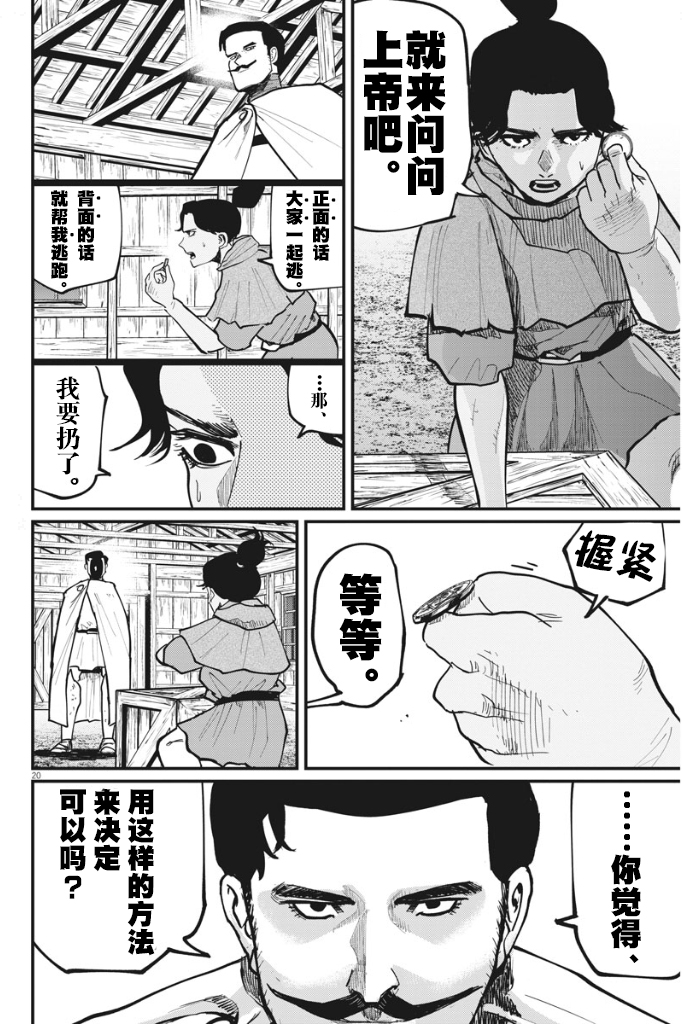 就来问问
上帝吧。
正面的话
大家一起逃。
背面的话
就帮我逃跑。
…那、
我要扔了。
握紧
等等。
20
……你觉得、
用这样的方法
来决定
可以吗？